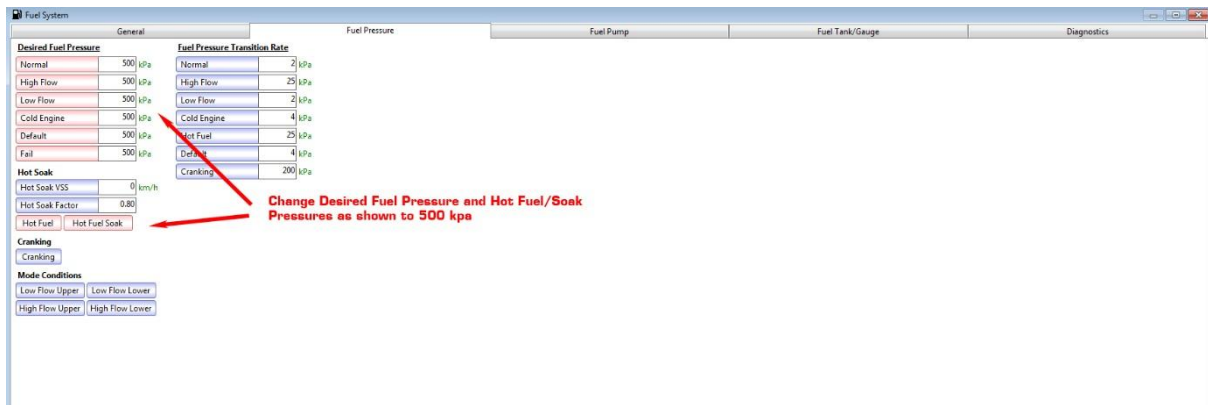 Fuel System
General Fuel Pressure Fuel Pump Fuel Tank/Gauge Diagnostics
Desired Fuel Pressure Fuel Pressure Transition Rate
Normal 500 kPa Normal 2 kPa
High Flow 500 kPa High Flow 25 kPa
Low Flow 500 kPa Low Flow 2 kPa
Cold Engine 500 kPa Cold Engine 4 kPa
Default 500 kPa Hot Fuel 25 kPa
Fail 500 kPa Default 4 kPa
Hot Soak Cranking 200 kPa
Hot Soak VSS 0 km/h
Hot Soak Factor 0.80
Change Desired Fuel Pressure and Hot Fuel/Soak
Pressures as shown to 500 kpa
Hot Fuel Hot Fuel Soak
Cranking
Cranking
Mode Conditions
Low Flow Upper Low Flow Lower
High Flow Upper High Flow Lower